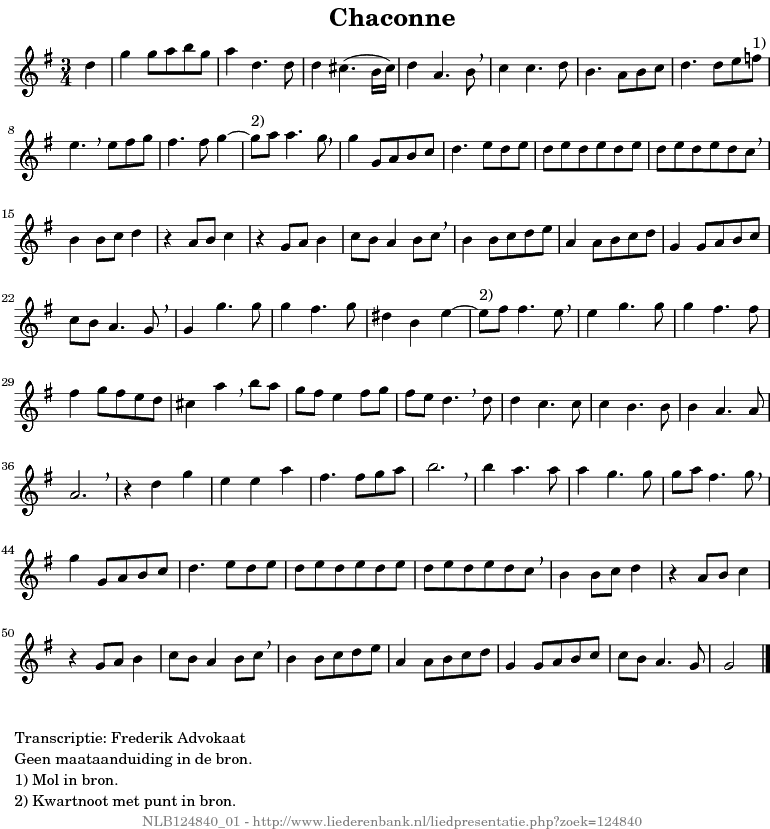 Chaconne
3
4
1)
8
2)
15
22
2)
29
36
44
50
Transcriptie: Frederik Advokaat
Geen maataanduiding in de bron.
1) Mol in bron.
2) Kwartnoot met punt in bron.
NLB124840_01 - http://www.liederenbank.nl/liedpresentatie.php?zoek=124840